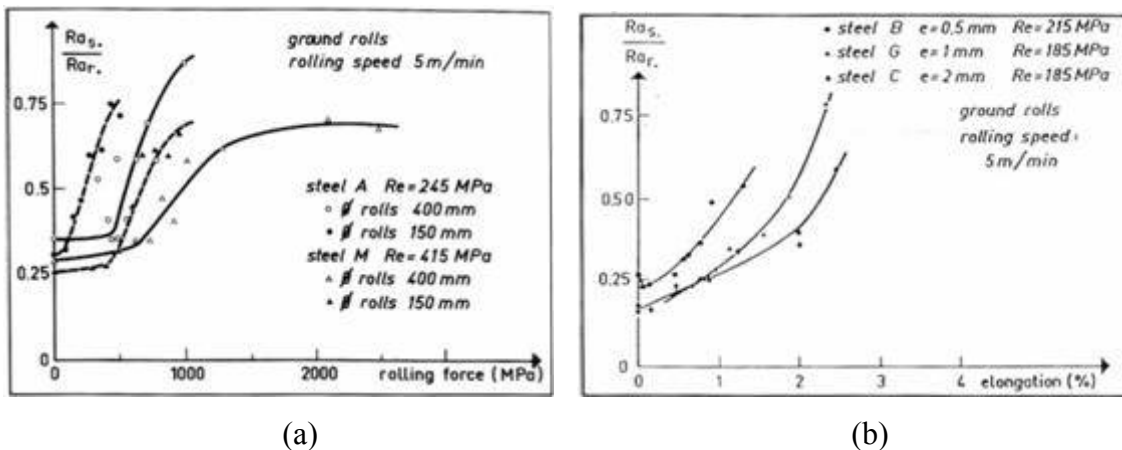 Ra s.
Ra r.
ground rolls
rolling speed 5 m/min
0.75
0.5
0.25
0
steel A Re = 245 MPa
○ ø rolls 400 mm
• ø rolls 150 mm
steel M Re = 415 MPa
△ ø rolls 400 mm
▲ ø rolls 150 mm
0 1000 2000 rolling force (MPa)
(a)
Ra s.
Ra r.
steel B e = 0,5 mm Re = 215 MPa
steel G e = 1 mm Re = 185 MPa
steel C e = 2 mm Re = 185 MPa
ground rolls
rolling speed:
5 m/min
0.75
0.50
0.25
0
0 1 2 3 4 elongation (%)
(b)